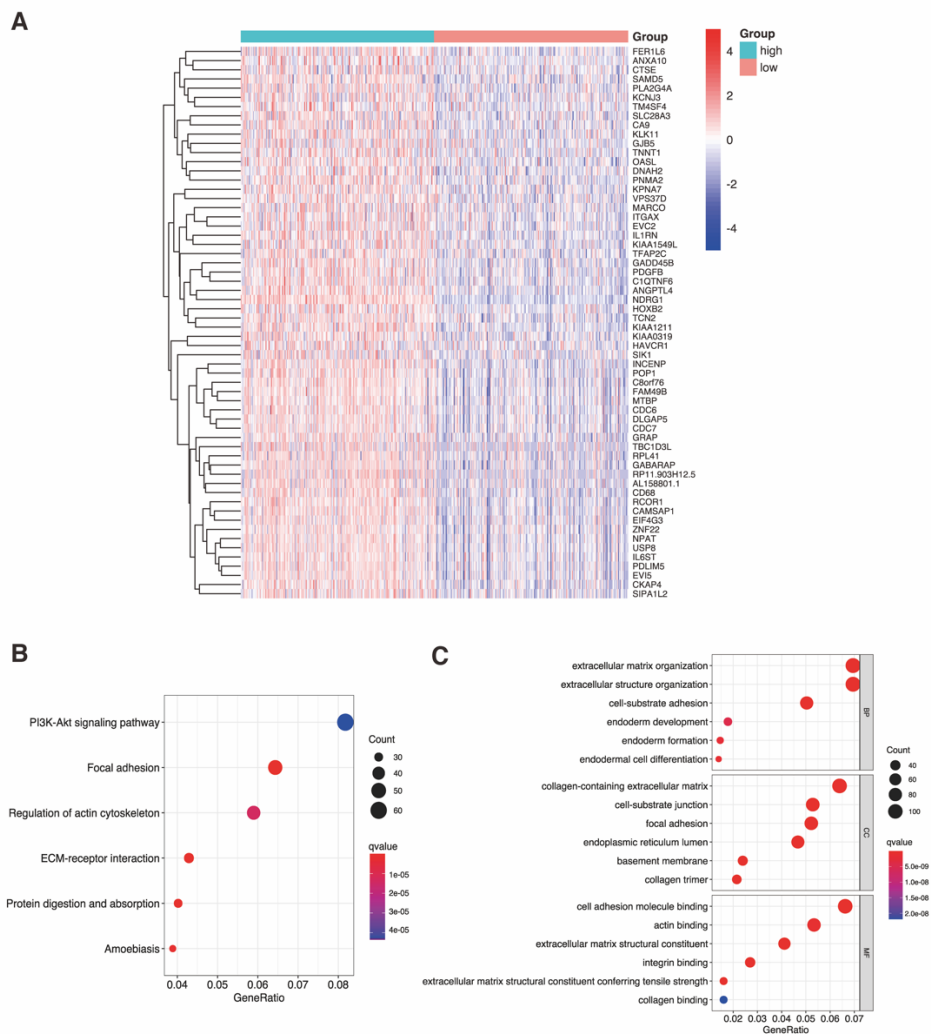 A
Group
FER1L6
ANXA10
CTSE
SAMD5
PLA2G4A
KCNJ3
TM4SF4
SLC28A3
CA9
KLK11
GJB5
TNNT1
OASL
DNAH2
PNMA2
KPNA7
VPS37D
MARCO
ITGAX
EVC2
IL1RN
KIAA1549L
TFAP2C
GADD45B
PDGFB
C1QTNF6
ANGPTL4
NDRG1
HOXB2
TCN2
KIAA1211
KIAA0319
HAVCR1
SIK1
INCENP
POP1
C8orf76
FAM49B
MTBP
CDC6
DLGAP5
CDC7
GRAP
TBC1D3L
RPL41
GABARAP
RP11.903H12.5
AL158801.1
CD68
RCOR1
CAMSAP1
EIF4G3
ZNF22
NPAT
USP8
IL6ST
PDLIM5
EVI5
CKAP4
SIPA1L2
4
2
0
-2
-4
Group
high
low
B
PI3K-Akt signaling pathway
Focal adhesion
Regulation of actin cytoskeleton
ECM-receptor interaction
Protein digestion and absorption
Amoebiasis
0.04 0.05 0.06 0.07 0.08
GeneRatio
Count
30
40
50
60
qvalue
1e-05
2e-05
3e-05
4e-05
C
extracellular matrix organization
extracellular structure organization
cell-substrate adhesion
endoderm development
endoderm formation
endodermal cell differentiation
BP
collagen-containing extracellular matrix
cell-substrate junction
focal adhesion
endoplasmic reticulum lumen
basement membrane
collagen trimer
CC
cell adhesion molecule binding
actin binding
extracellular matrix structural constituent
integrin binding
extracellular matrix structural constituent conferring tensile strength
collagen binding
MF
0.02 0.03 0.04 0.05 0.06 0.07
GeneRatio
Count
40
60
80
100
qvalue
5.0e-09
1.0e-08
1.5e-08
2.0e-08